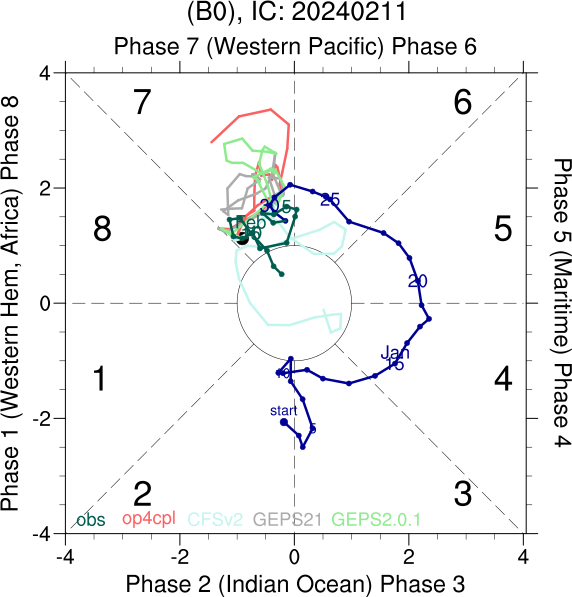 (B0), IC: 20240211
Phase 7 (Western Pacific) Phase 6
Phase 1 (Western Hem, Africa) Phase 8
Phase 5 (Maritime) Phase 4
4
2
0
-2
-4
7
6
8
5
1
4
2
3
30
5
25
Feb
20
Jan
15
10
start
5
obs op4cpl CFSv2 GEPS21 GEPS2.0.1
-4 -2 0 2 4
Phase 2 (Indian Ocean) Phase 3